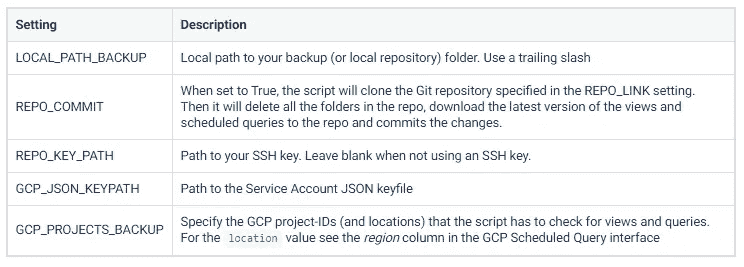 Setting Description
LOCAL_PATH_BACKUP Local path to your backup (or local repository) folder. Use a trailing slash
When set to True, the script will clone the Git repository specified in the REPO_LINK setting.
REPO_COMMIT Then it will delete all the folders in the repo, download the latest version of the views and
scheduled queries to the repo and commits the changes.
REPO_KEY_PATH Path to your SSH key. Leave blank when not using an SSH key.
GCP_JSON_KEYPATH Path to the Service Account JSON keyfile
GCP_PROJECTS_BACKUP Specify the GCP project-IDs (and locations) that the script has to check for views and queries.
For the location value see the region column in the GCP Scheduled Query interface